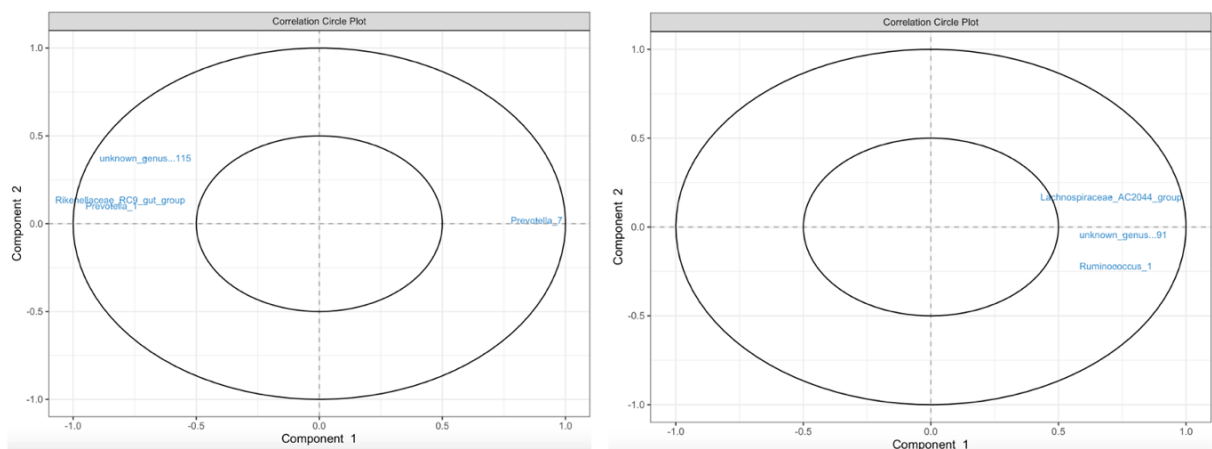 Correlation Circle Plot
1.0
0.5
0.0
-0.5
-1.0
Component 2
unknown_genus...115
Rikenellaceae_RC9_gut_group
Prevotella_1
Prevotella_7
-1.0 -0.5 0.0 0.5 1.0
Component 1
Correlation Circle Plot
1.0
0.5
0.0
-0.5
-1.0
Component 2
Lachnospiraceae_AC2044_group
unknown_genus...91
Ruminococcus_1
-1.0 -0.5 0.0 0.5 1.0
Component 1